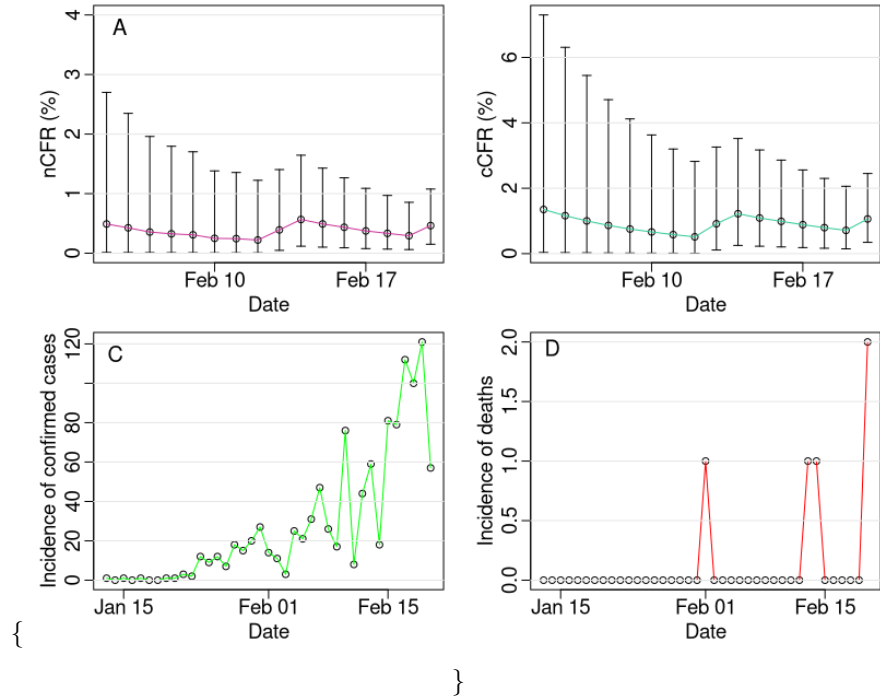 A
nCFR (%)
0 1 2 3 4
Feb 10 Feb 17
Date
cCFR (%)
0 2 4 6
Feb 10 Feb 17
Date
C
Incidence of confirmed cases
0 20 40 60 80 120
Jan 15 Feb 01 Feb 15
Date
D
Incidence of deaths
0.0 0.5 1.0 1.5 2.0
Jan 15 Feb 01 Feb 15
Date
{
}